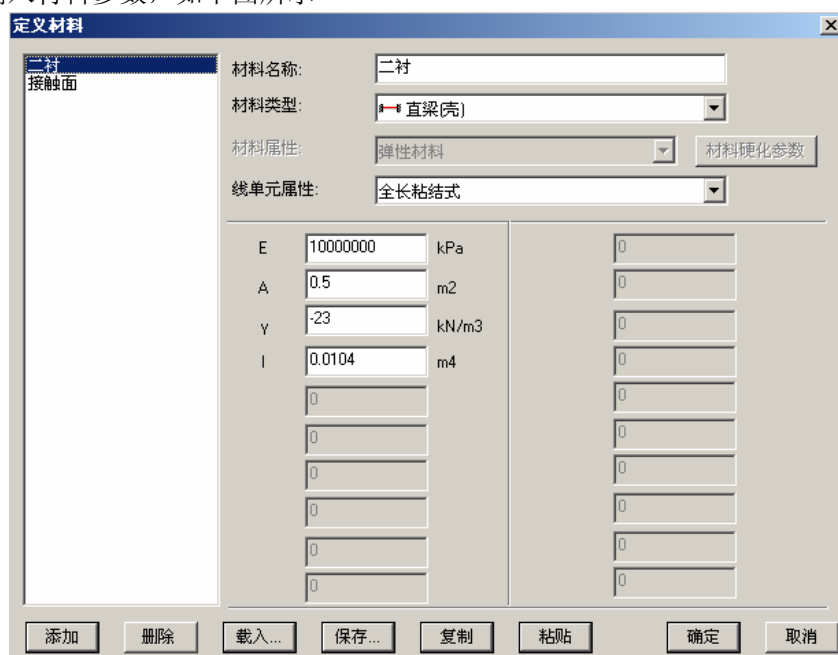 定义材料
二衬
接触面
材料名称: 二衬
材料类型: 直梁(壳)
材料属性: 弹性材料 材料硬化参数
线单元属性: 全长粘结式
E 10000000 kPa 0
A 0.5 m2 0
γ -23 kN/m3 0
I 0.0104 m4 0
0 0
0 0
0 0
0 0
0 0
0 0
添加 删除 载入... 保存... 复制 粘贴 确定 取消